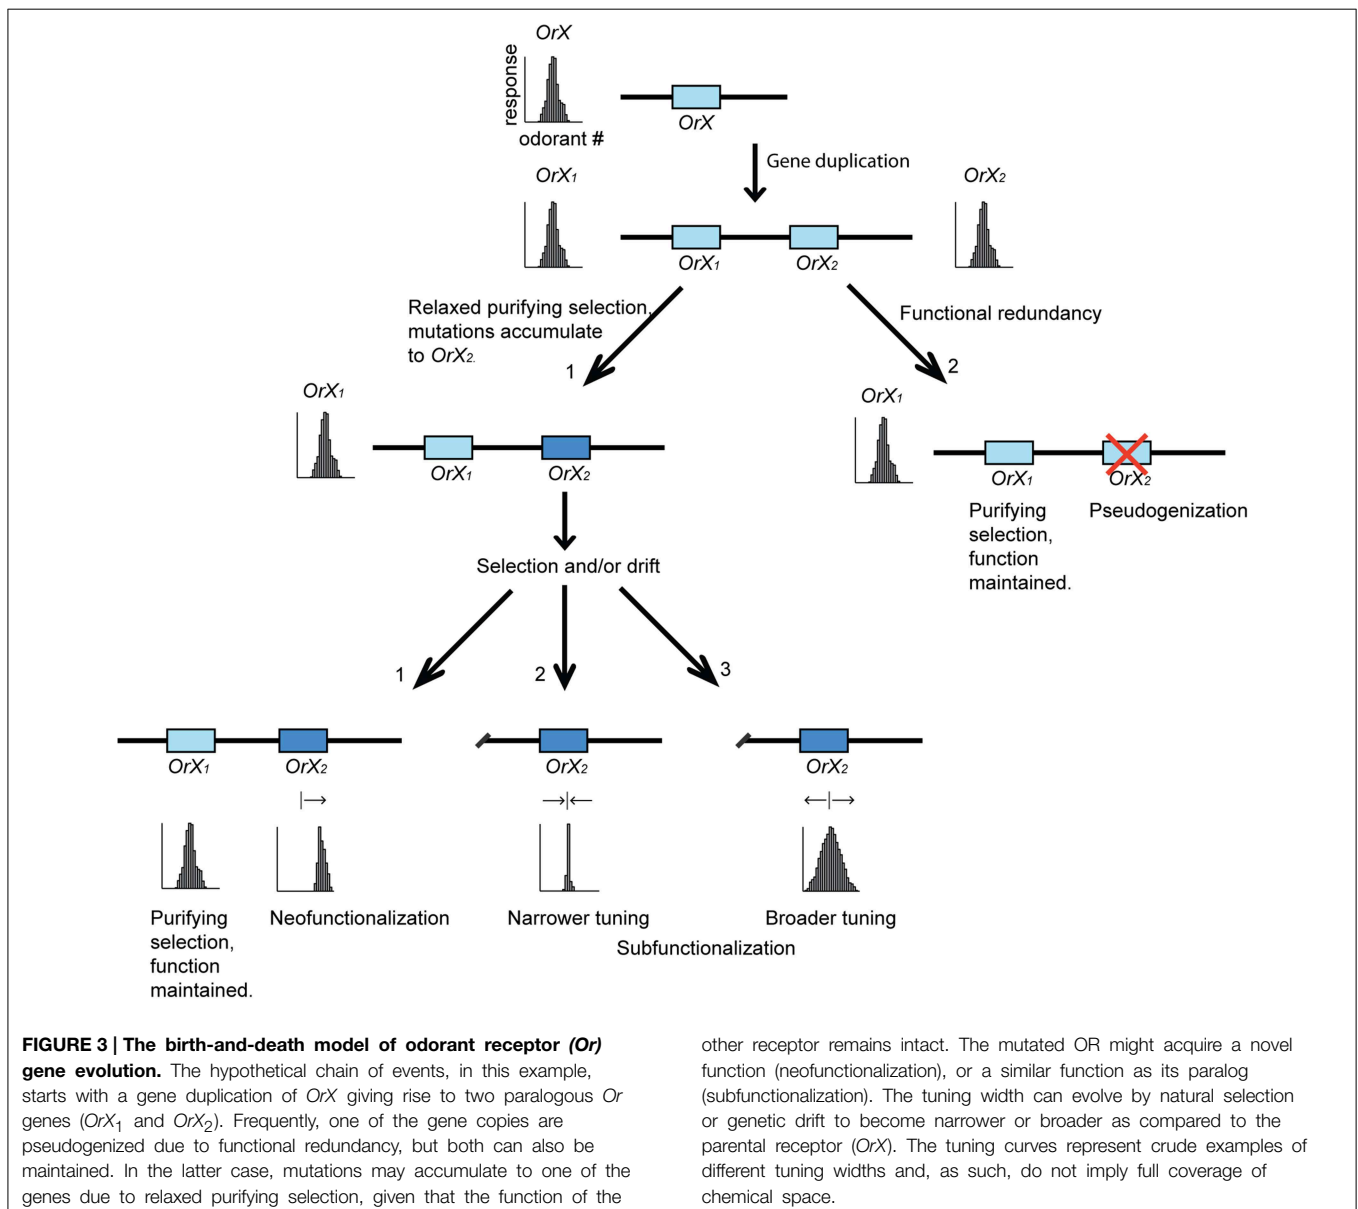 OrX
response
odorant #
OrX
Gene duplication
OrX1
OrX2
OrX1
OrX2
Relaxed purifying selection,
mutations accumulate
to OrX2.
Functional redundancy
1
2
OrX1
OrX1
OrX1
OrX2
OrX1
OrX2
Purifying
selection,
function
maintained.
Pseudogenization
Selection and/or drift
1
2
3
OrX1
OrX2
OrX2
OrX2
Purifying
selection,
function
maintained.
Neofunctionalization
Narrower tuning
Broader tuning
Subfunctionalization
FIGURE 3 | The birth-and-death model of odorant receptor (Or)
gene evolution. The hypothetical chain of events, in this example,
starts with a gene duplication of OrX giving rise to two paralogous Or
genes (OrX1 and OrX2). Frequently, one of the gene copies are
pseudogenized due to functional redundancy, but both can also be
maintained. In the latter case, mutations may accumulate to one of the
genes due to relaxed purifying selection, given that the function of the
other receptor remains intact. The mutated OR might acquire a novel
function (neofunctionalization), or a similar function as its paralog
(subfunctionalization). The tuning width can evolve by natural selection
or genetic drift to become narrower or broader as compared to the
parental receptor (OrX). The tuning curves represent crude examples of
different tuning widths and, as such, do not imply full coverage of
chemical space.